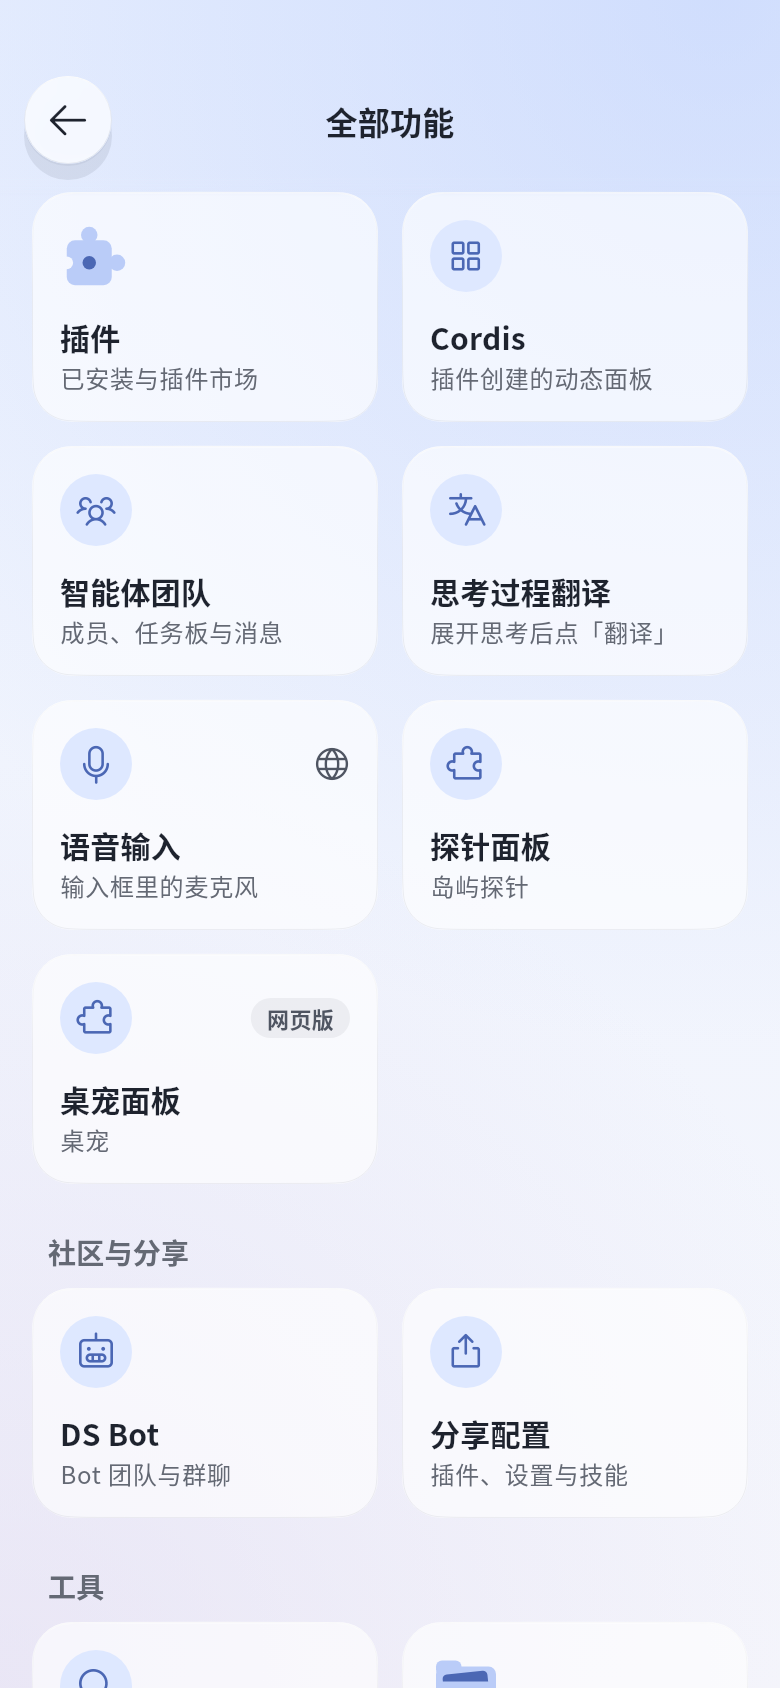 全部功能
插件
已安装与插件市场
Cordis
插件创建的动态面板
智能体团队
成员、任务板与消息
思考过程翻译
展开思考后点「翻译」
语音输入
输入框里的麦克风
探针面板
岛屿探针
网页版
桌宠面板
桌宠
社区与分享
DS Bot
Bot 团队与群聊
分享配置
插件、设置与技能
工具